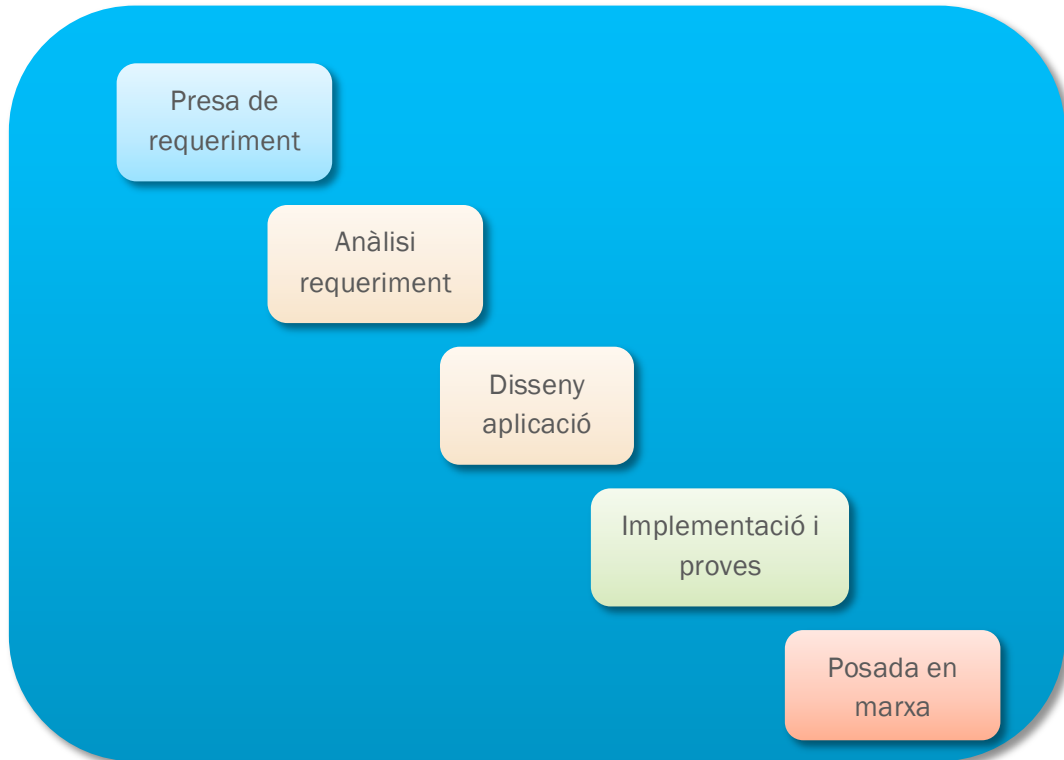 Presa de
requeriment
Anàlisi
requeriment
Disseny
aplicació
Implementació i
proves
Posada en
marxa